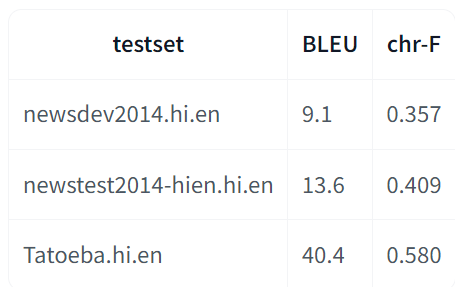 testset BLEU chr-F
newsdev2014.hi.en 9.1 0.357
newstest2014-hien.hi.en 13.6 0.409
Tatoeba.hi.en 40.4 0.580